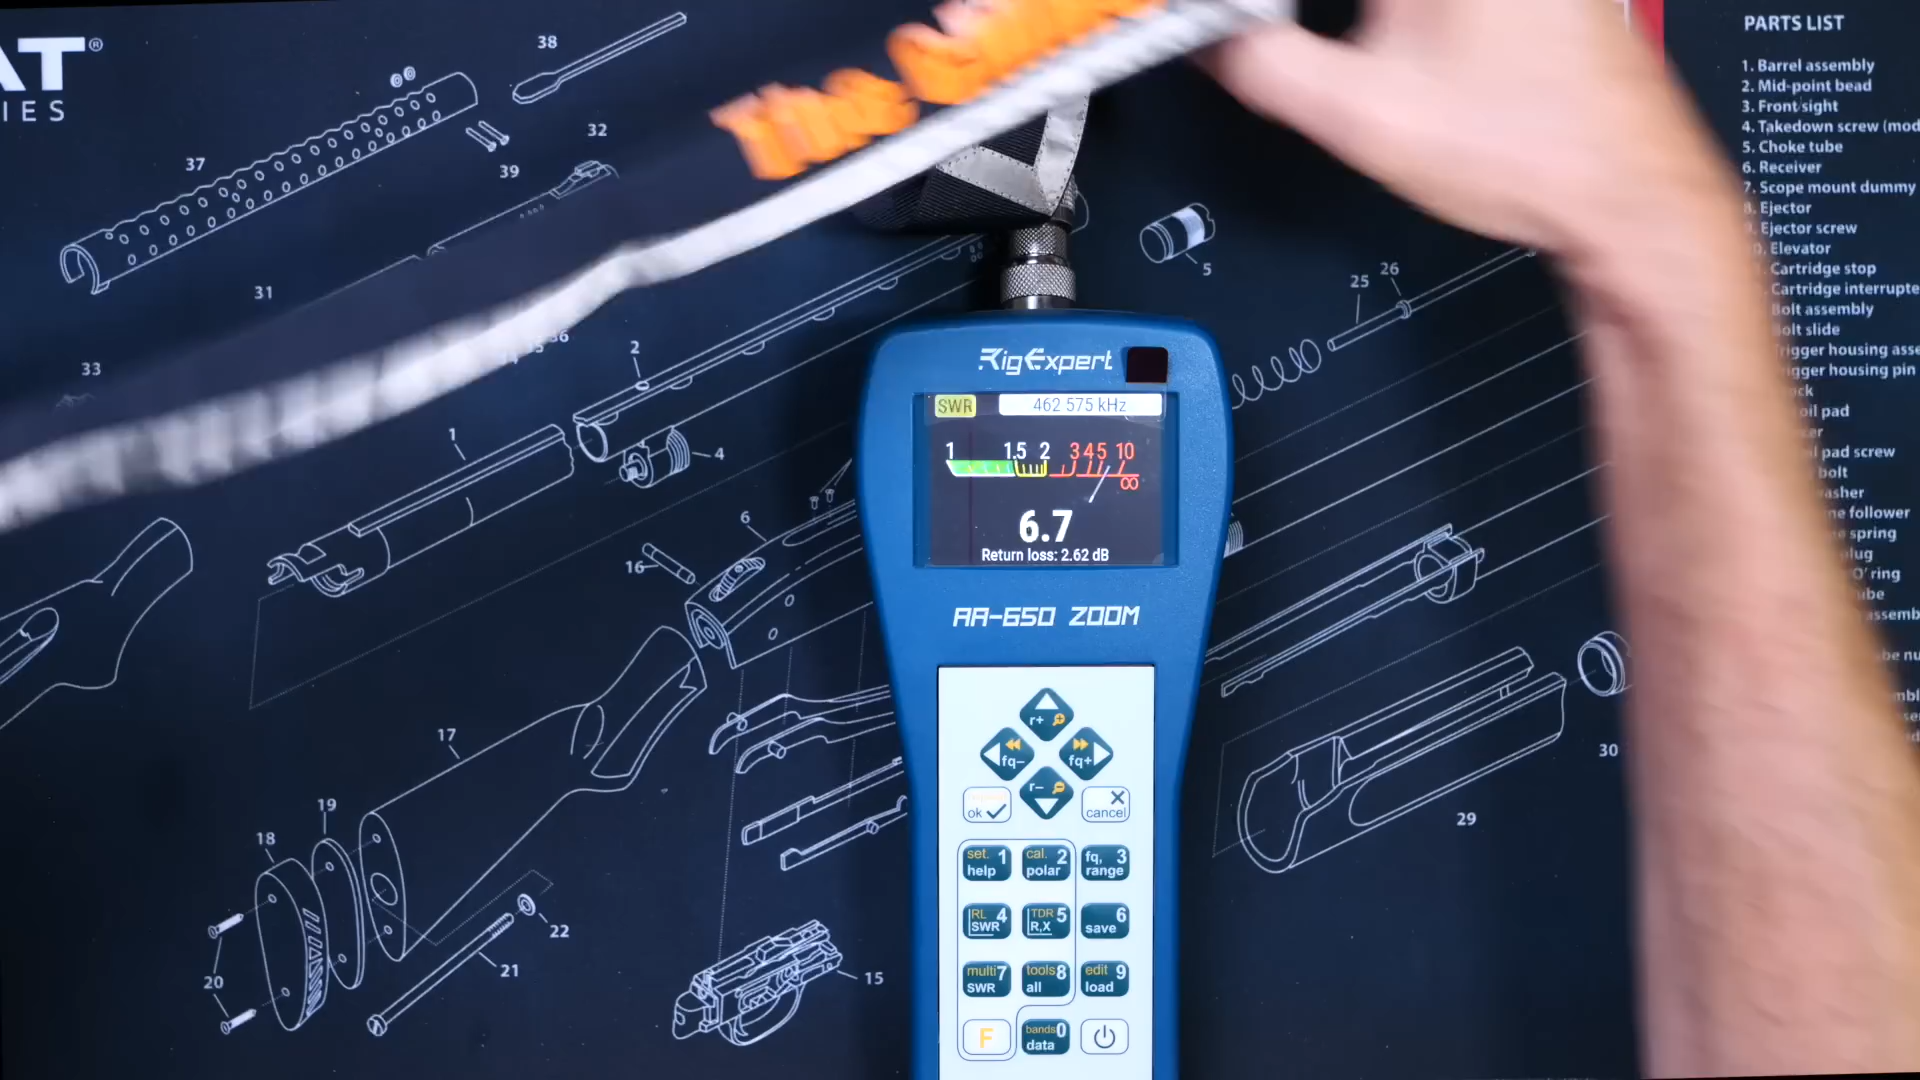 AT®
IES
37
38
39
32
31
33
1
2
4
5
25
26
6
16
17
18
19
20
21
22
15
29
30
PARTS LIST
1. Barrel assembly
2. Mid-point bead
3. Front sight
4. Takedown screw (mod
5. Choke tube
6. Receiver
7. Scope mount dummy
8. Ejector
Ejector screw
Elevator
Cartridge stop
Cartridge interrupte
Bolt assembly
Bolt slide
rigger housing asse
igger housing pin
pad screw
bolt
asher
follower
spring
'O' ring
RigExpert
SWR 462 575 kHz
1 1.5 2 3 4 5 10
∞
6.7
Return loss: 2.62 dB
AA-650 ZOOM
r+
fq− fq+
r−
ok cancel
set. 1 help
cal. 2 polar
fq, 3 range
RL 4 SWR
TDR 5 R,X
6 save
multi 7 SWR
tools 8 all
edit 9 load
F
bands 0 data